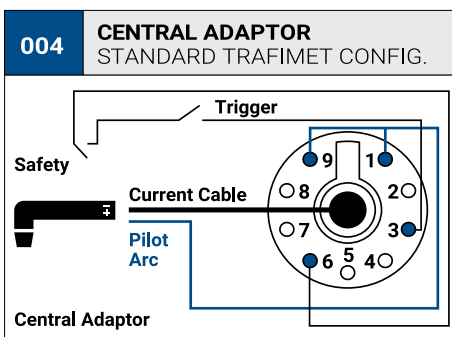 004
CENTRAL ADAPTOR
STANDARD TRAFIMET CONFIG.
Trigger
Safety
9 1
8 2
Current Cable
7 3
Pilot
Arc
6 5 4
Central Adaptor